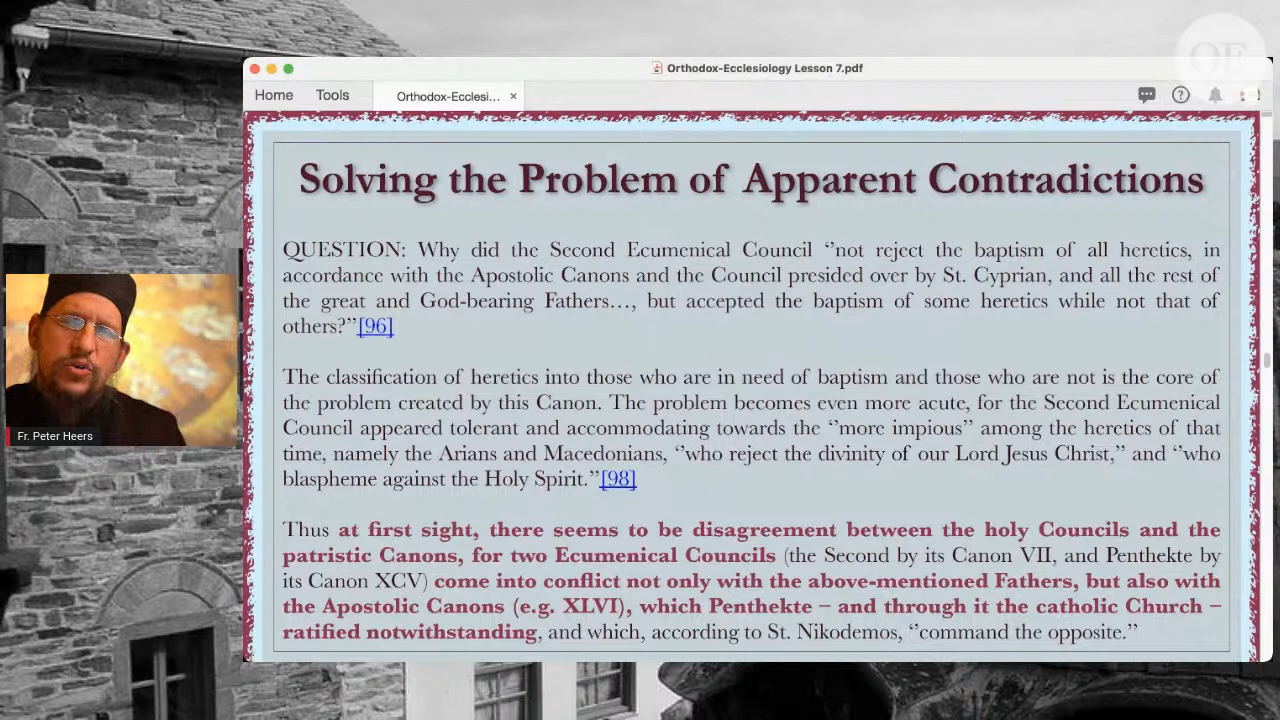 OF
Orthodox-Ecclesiology Lesson 7.pdf
Home Tools Orthodox-Ecclesi... ×
Solving the Problem of Apparent Contradictions
QUESTION: Why did the Second Ecumenical Council “not reject the baptism of all heretics, in
accordance with the Apostolic Canons and the Council presided over by St. Cyprian, and all the rest of
the great and God-bearing Fathers…, but accepted the baptism of some heretics while not that of
others?”[96]
The classification of heretics into those who are in need of baptism and those who are not is the core of
the problem created by this Canon. The problem becomes even more acute, for the Second Ecumenical
Council appeared tolerant and accommodating towards the “more impious” among the heretics of that
time, namely the Arians and Macedonians, “who reject the divinity of our Lord Jesus Christ,” and “who
blaspheme against the Holy Spirit.”[98]
Thus at first sight, there seems to be disagreement between the holy Councils and the
patristic Canons, for two Ecumenical Councils (the Second by its Canon VII, and Penthekte by
its Canon XCV) come into conflict not only with the above-mentioned Fathers, but also with
the Apostolic Canons (e.g. XLVI), which Penthekte – and through it the catholic Church –
ratified notwithstanding, and which, according to St. Nikodemos, “command the opposite.”
Fr. Peter Heers